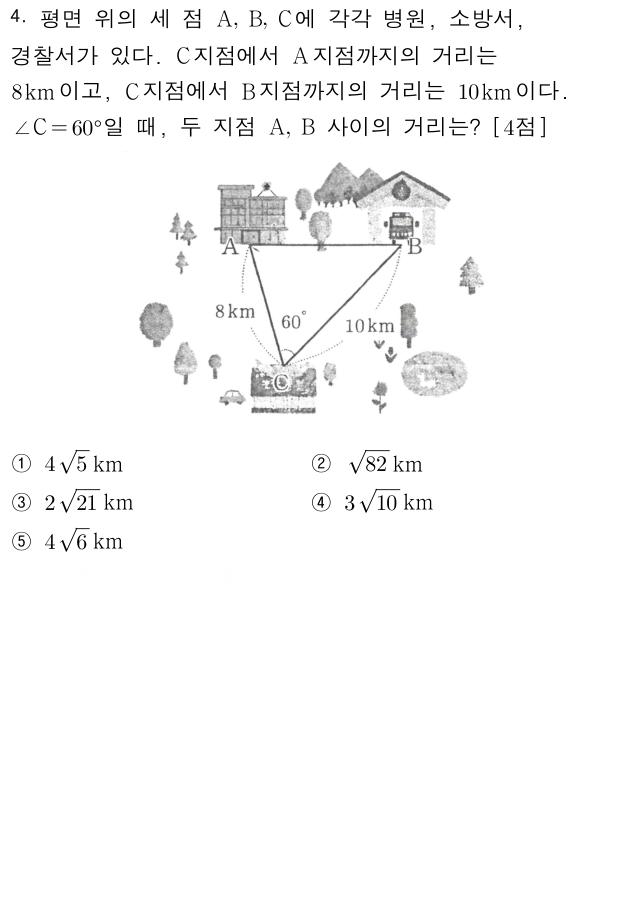 4. 평면 위의 세 점 A, B, C에 각각 병원, 소방서,
경찰서가 있다. C지점에서 A지점까지의 거리는
8km이고, C지점에서 B지점까지의 거리는 10km이다.
∠C=60°일 때, 두 지점 A, B 사이의 거리는? [4점]
A B
8km 60° 10km
C
① 4√5 km ② √82 km
③ 2√21 km ④ 3√10 km
⑤ 4√6 km